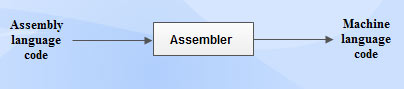 Assembly
language
code
Assembler
Machine
language
code